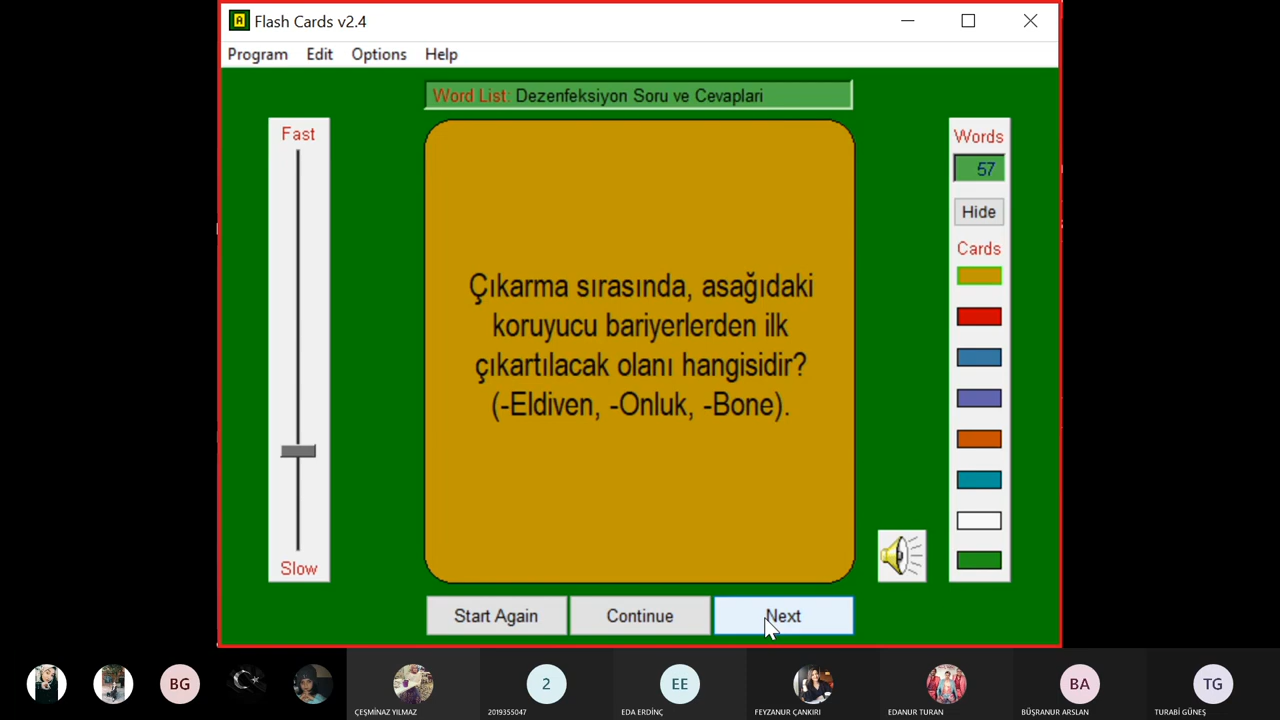 Flash Cards v2.4
Program Edit Options Help
Word List: Dezenfeksiyon Soru ve Cevaplari
Fast
Slow
Çıkarma sırasında, asağıdaki
koruyucu bariyerlerden ilk
çıkartılacak olanı hangisidir?
(-Eldiven, -Onluk, -Bone).
Words
57
Hide
Cards
Start Again Continue Next
BG
ÇEŞMİNAZ YILMAZ
2
2019355047
EE
EDA ERDİNÇ
FEYZANUR ÇANKIRI
EDANUR TURAN
BA
BÜŞRANUR ARSLAN
TG
TURABİ GÜNEŞ